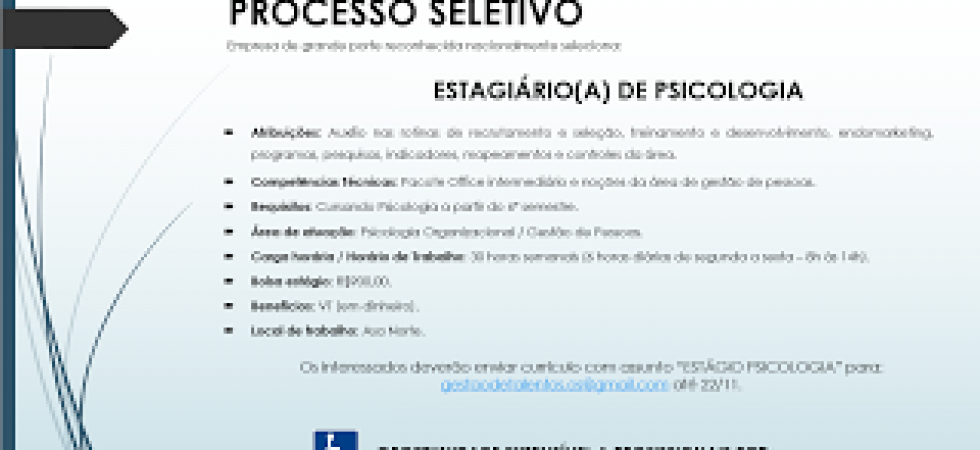 PROCESSO SELETIVO
Empresa de grande porte reconhecida nacionalmente seleciona:
ESTAGIÁRIO(A) DE PSICOLOGIA
Atribuições: Auxílio nas rotinas de recrutamento e seleção, treinamento e desenvolvimento, endomarketing,
programas, pesquisas, indicadores, mapeamentos e controles da área.
Competências Técnicas: Pacote Office intermediário e noções da área de gestão de pessoas.
Requisitos: Cursando Psicologia a partir do semestre.
Área de atuação: Psicologia Organizacional / Gestão de Pessoas.
Carga horária / Horário de Trabalho: 30 horas semanais (6 horas diárias de segunda a sexta – 8h às 14h).
Bolsa estágio: R$900,00.
Benefícios: VT (em dinheiro).
Local de trabalho: Asa Norte.
Os interessados deverão enviar currículo com assunto "ESTÁGIO PSICOLOGIA" para:
gestaodetalentos.os@gmail.com até 22/11.